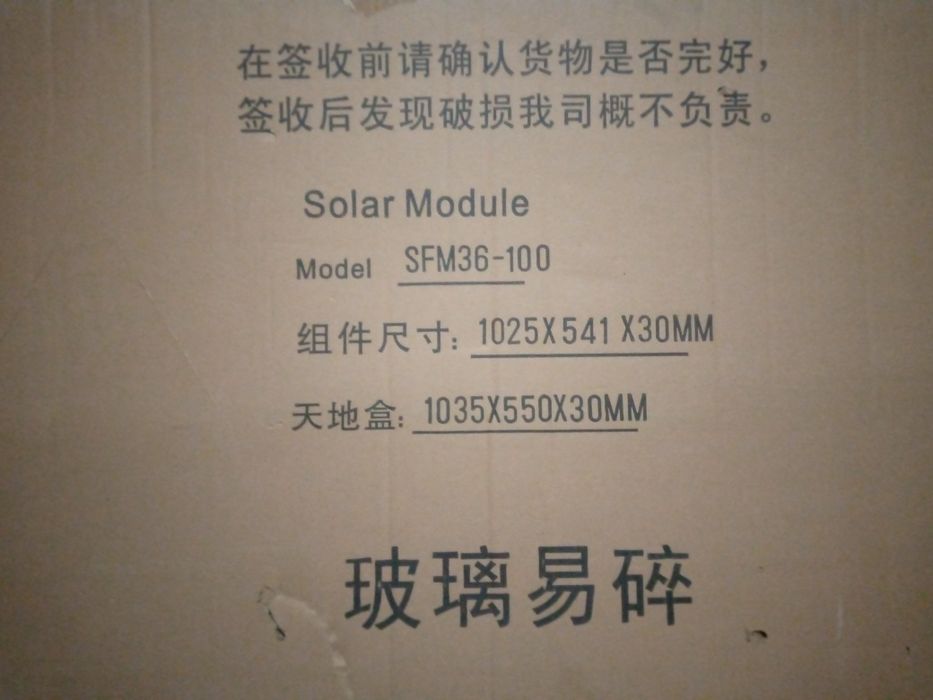 在签收前请确认货物是否完好，
签收后发现破损我司概不负责。
Solar Module
Model SFM36-100
组件尺寸: 1025X541 X30MM
天地盒: 1035X550X30MM
玻璃易碎